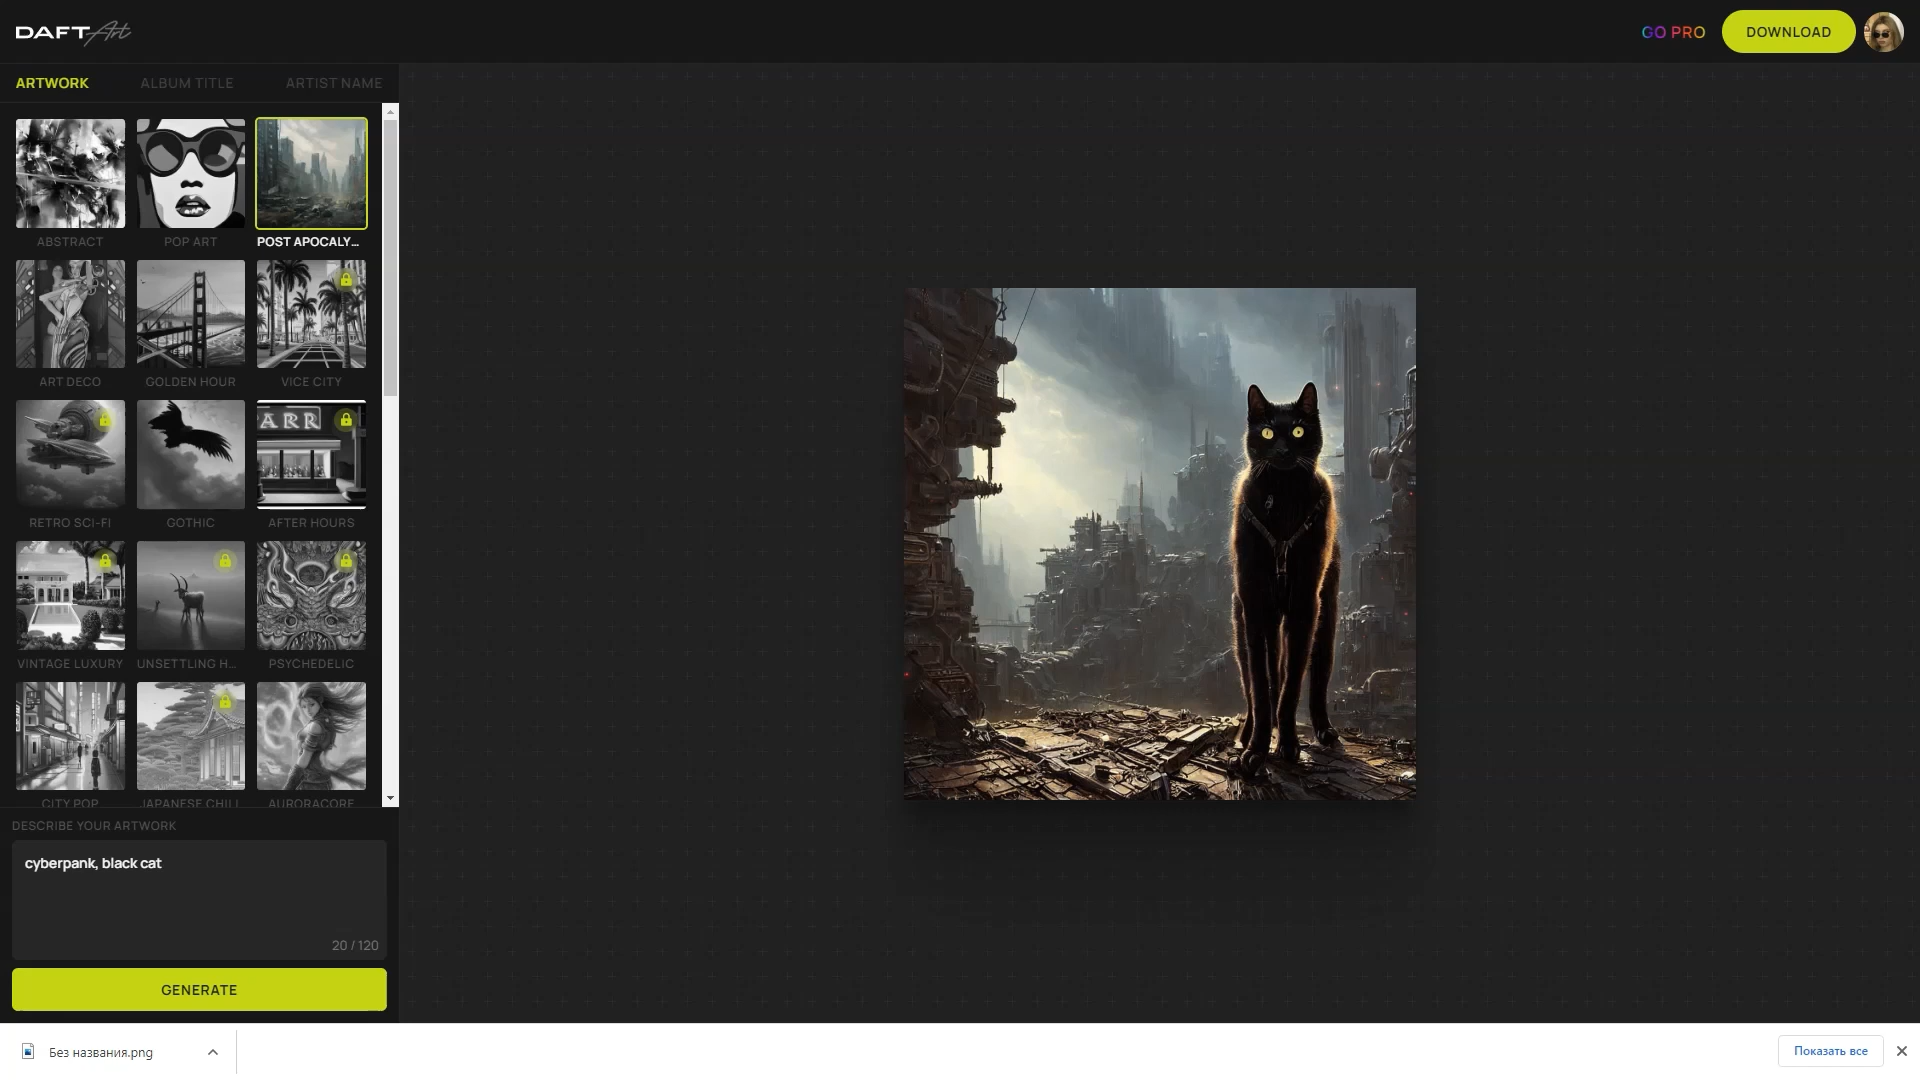 DAFT Art
GO PRO
DOWNLOAD
ARTWORK
ALBUM TITLE
ARTIST NAME
ABSTRACT
POP ART
POST APOCALY...
ART DECO
GOLDEN HOUR
VICE CITY
ARR
RETRO SCI-FI
GOTHIC
AFTER HOURS
VINTAGE LUXURY
UNSETTLING H...
PSYCHEDELIC
CITY POP
JAPANESE CHILL
AURORACORE
DESCRIBE YOUR ARTWORK
cyberpank, black cat
20 / 120
GENERATE
Без названия.png
Показать все